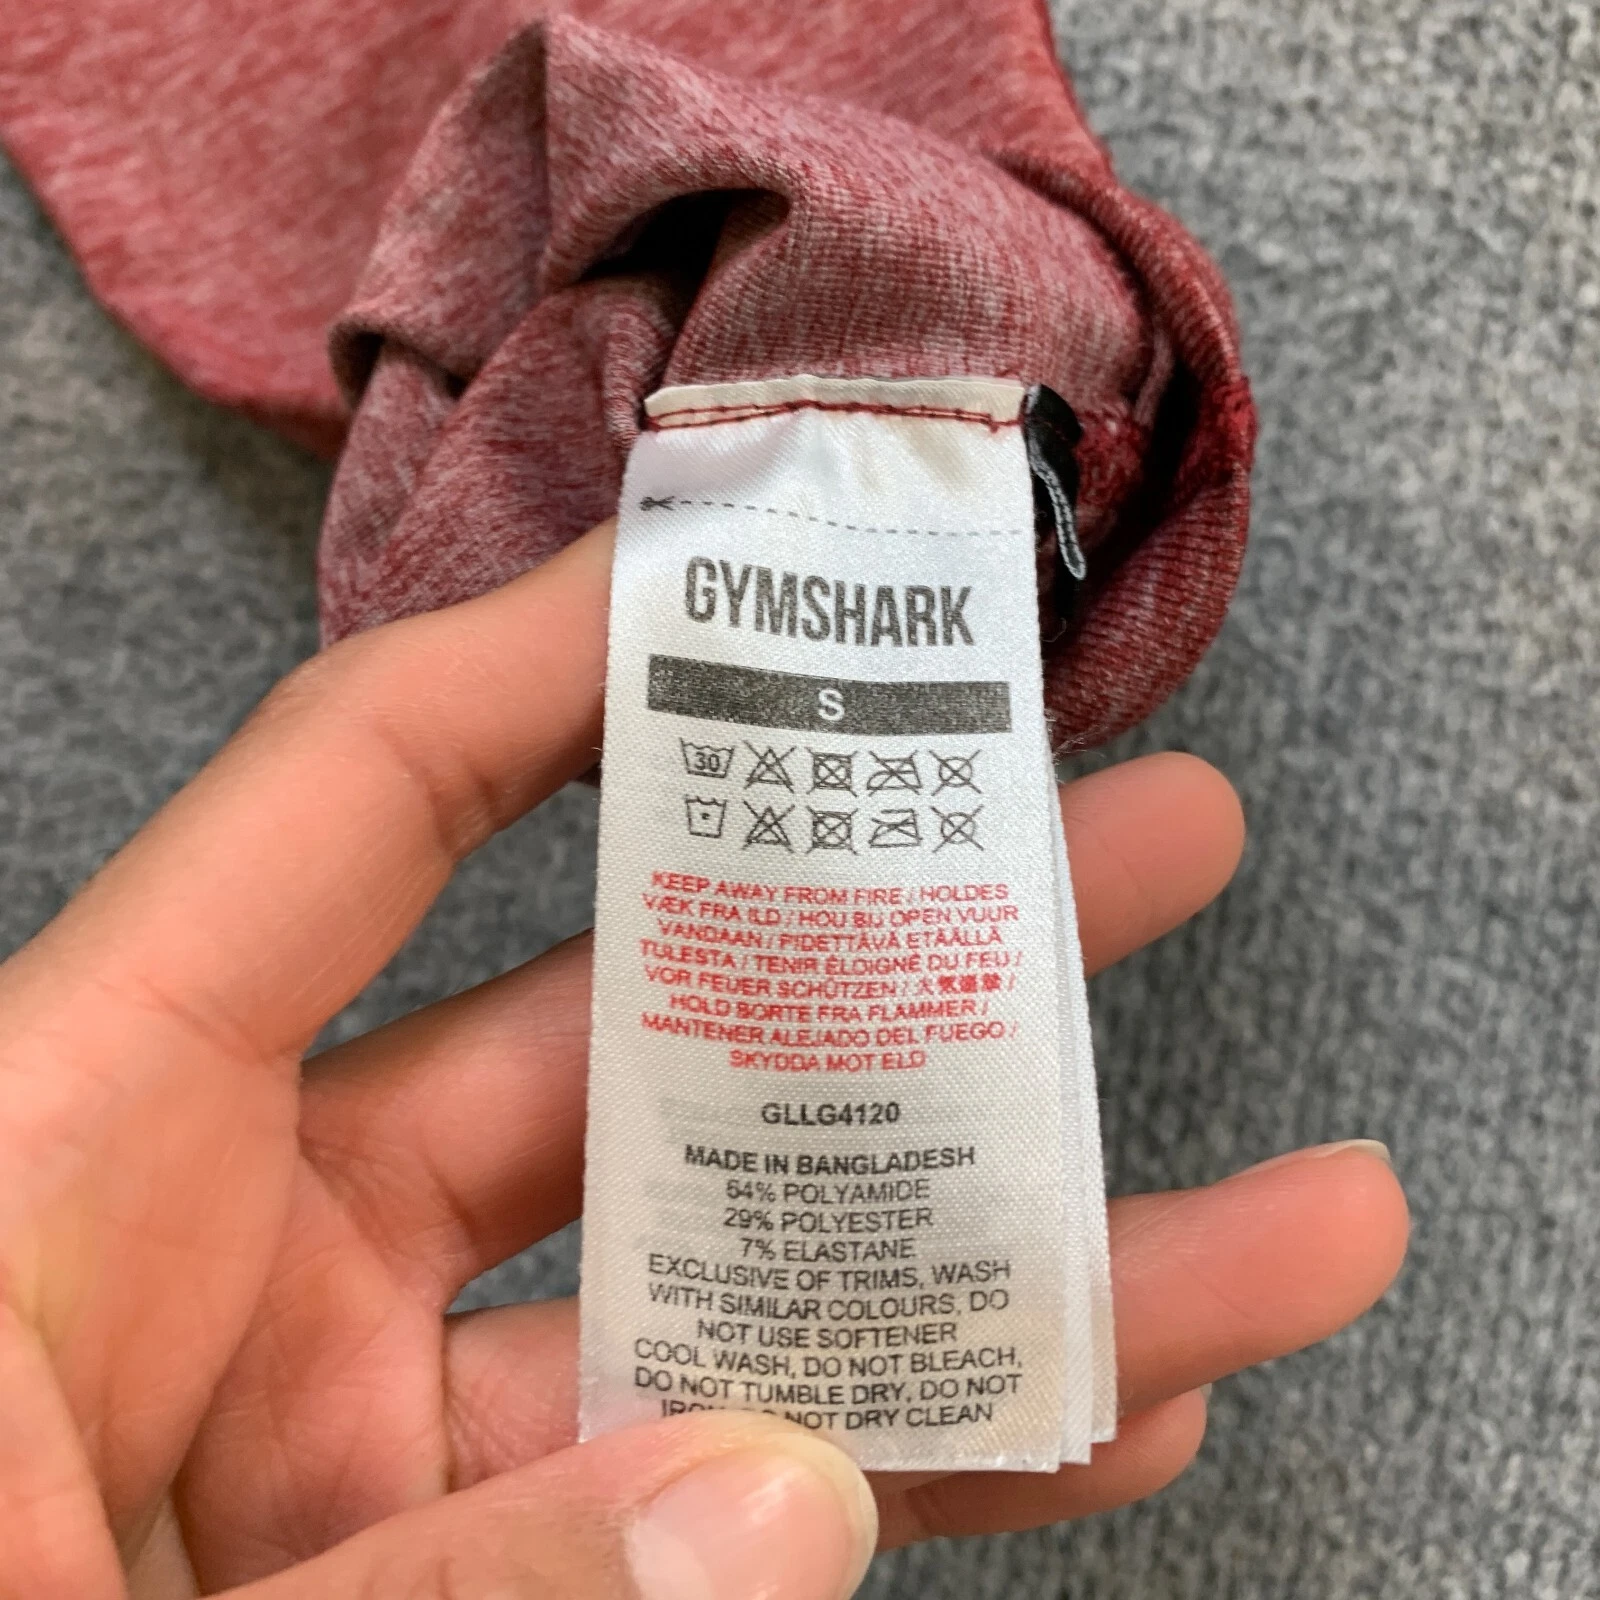 GYMSHARK
S
30
KEEP AWAY FROM FIRE / HOLDES
VÆK FRA ILD / HOU BIJ OPEN VUUR
VANDAAN / PIDETTÄVÄ ETÄÄLLÄ
TULESTA / TENIR ÉLOIGNÉ DU FEU /
VOR FEUER SCHÜTZEN / 火気
HOLD BORTE FRA FLAMMER /
MANTENER ALEJADO DEL FUEGO /
SKYDDA MOT ELD
GLLG4120
MADE IN BANGLADESH
64% POLYAMIDE
29% POLYESTER
7% ELASTANE
EXCLUSIVE OF TRIMS, WASH
WITH SIMILAR COLOURS, DO
NOT USE SOFTENER
COOL WASH, DO NOT BLEACH,
DO NOT TUMBLE DRY, DO NOT
NOT DRY CLEAN